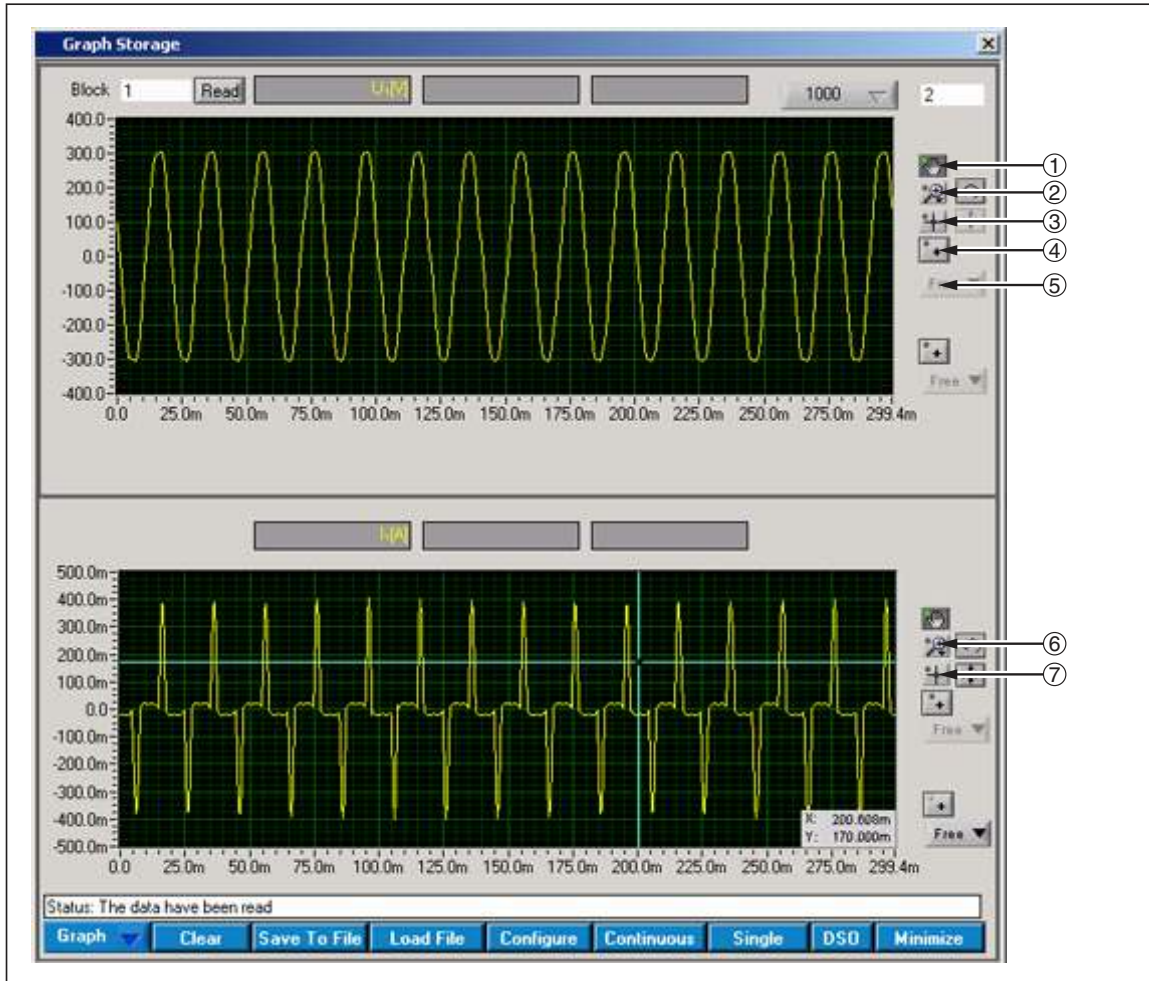 Graph Storage
Block 1 Read U1[V] 1000 2
400.0
300.0
200.0
100.0
0.0
-100.0
-200.0
-300.0
-400.0
0.0 25.0m 50.0m 75.0m 100.0m 125.0m 150.0m 175.0m 200.0m 225.0m 250.0m 275.0m 299.4m
①
②
③
④
⑤
Free
I1[A]
500.0m
400.0m
300.0m
200.0m
100.0m
0.0
-100.0m
-200.0m
-300.0m
-400.0m
-500.0m
0.0 25.0m 50.0m 75.0m 100.0m 125.0m 150.0m 175.0m 200.0m 225.0m 250.0m 275.0m 299.4m
⑥
⑦
Free
X: 200.608m
Y: 170.000m
Free
Status: The data have been read
Graph Clear Save To File Load File Configure Continuous Single DSO Minimize